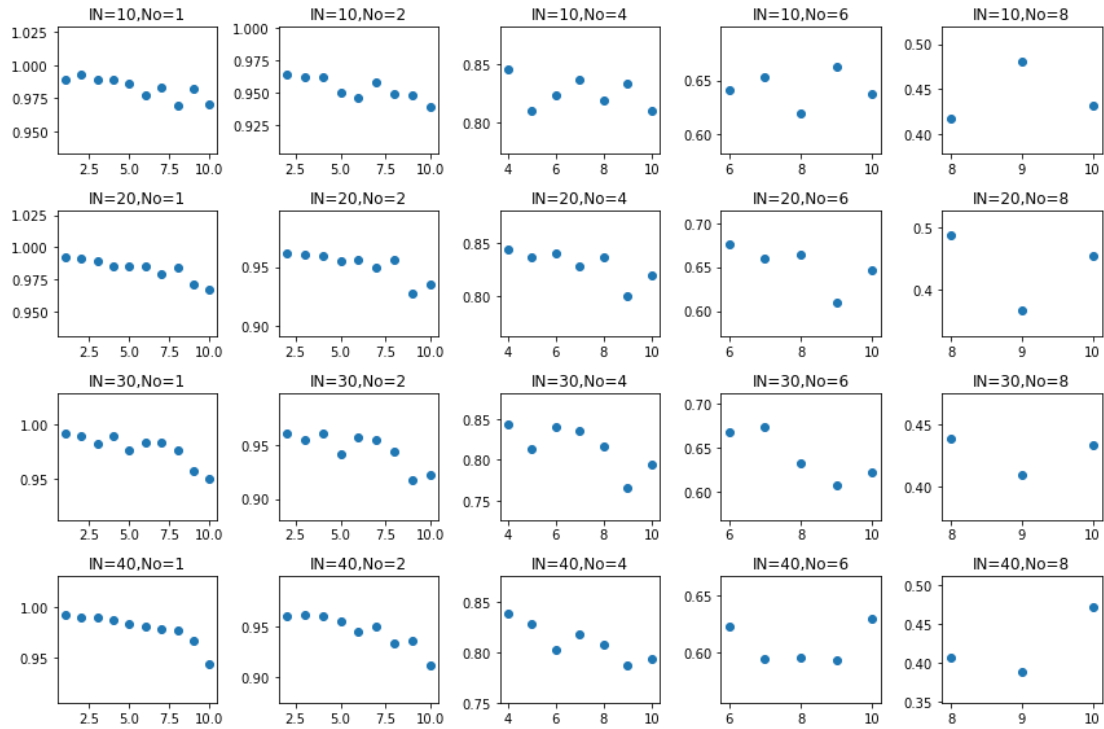 IN=10,No=1 IN=10,No=2 IN=10,No=4 IN=10,No=6 IN=10,No=8
1.025 1.000 0.975 0.950
2.5 5.0 7.5 10.0
1.000 0.975 0.950 0.925
2.5 5.0 7.5 10.0
0.85 0.80
4 6 8 10
0.65 0.60
6 8 10
0.50 0.40
8 9 10
IN=20,No=1 IN=20,No=2 IN=20,No=4 IN=20,No=6 IN=20,No=8
1.025 1.000 0.975 0.950
2.5 5.0 7.5 10.0
0.95 0.90
2.5 5.0 7.5 10.0
0.85 0.80
4 6 8 10
0.70 0.65 0.60
6 8 10
0.5 0.4
8 9 10
IN=30,No=1 IN=30,No=2 IN=30,No=4 IN=30,No=6 IN=30,No=8
1.00 0.95
2.5 5.0 7.5 10.0
0.95 0.90
2.5 5.0 7.5 10.0
0.85 0.80 0.75
4 6 8 10
0.70 0.65 0.60
6 8 10
0.45 0.40
8 9 10
IN=40,No=1 IN=40,No=2 IN=40,No=4 IN=40,No=6 IN=40,No=8
1.00 0.95
2.5 5.0 7.5 10.0
0.95 0.90
2.5 5.0 7.5 10.0
0.85 0.80 0.75
4 6 8 10
0.65 0.60
6 8 10
0.50 0.45 0.40 0.35
8 9 10